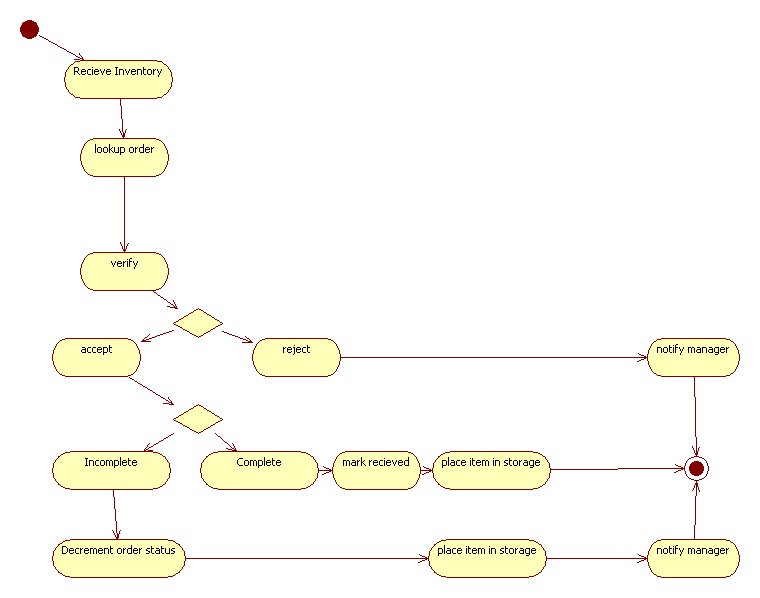 Recieve Inventory
lookup order
verify
accept
reject
notify manager
Incomplete
Complete
mark recieved
place item in storage
Decrement order status
place item in storage
notify manager